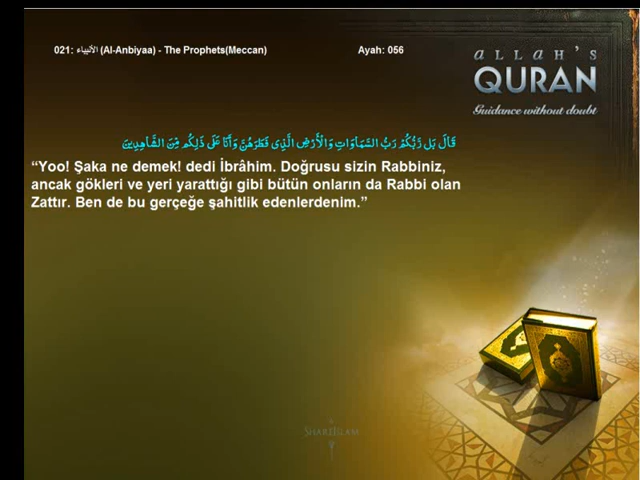 021: الأنبياء (Al-Anbiyaa) - The Prophets(Meccan) Ayah: 056
ALLAH'S
QURAN
Guidance without doubt
قَالَ بَل رَّبُّكُمْ رَبُّ السَّمَاوَاتِ وَالْأَرْضِ الَّذِي فَطَرَهُنَّ وَأَنَا عَلَىٰ ذَٰلِكُم مِّنَ الشَّاهِدِينَ
“Yoo! Şaka ne demek! dedi İbrâhim. Doğrusu sizin Rabbiniz,
ancak gökleri ve yeri yarattığı gibi bütün onların da Rabbi olan
Zattır. Ben de bu gerçeğe şahitlik edenlerdenim.”
SHAREISLAM